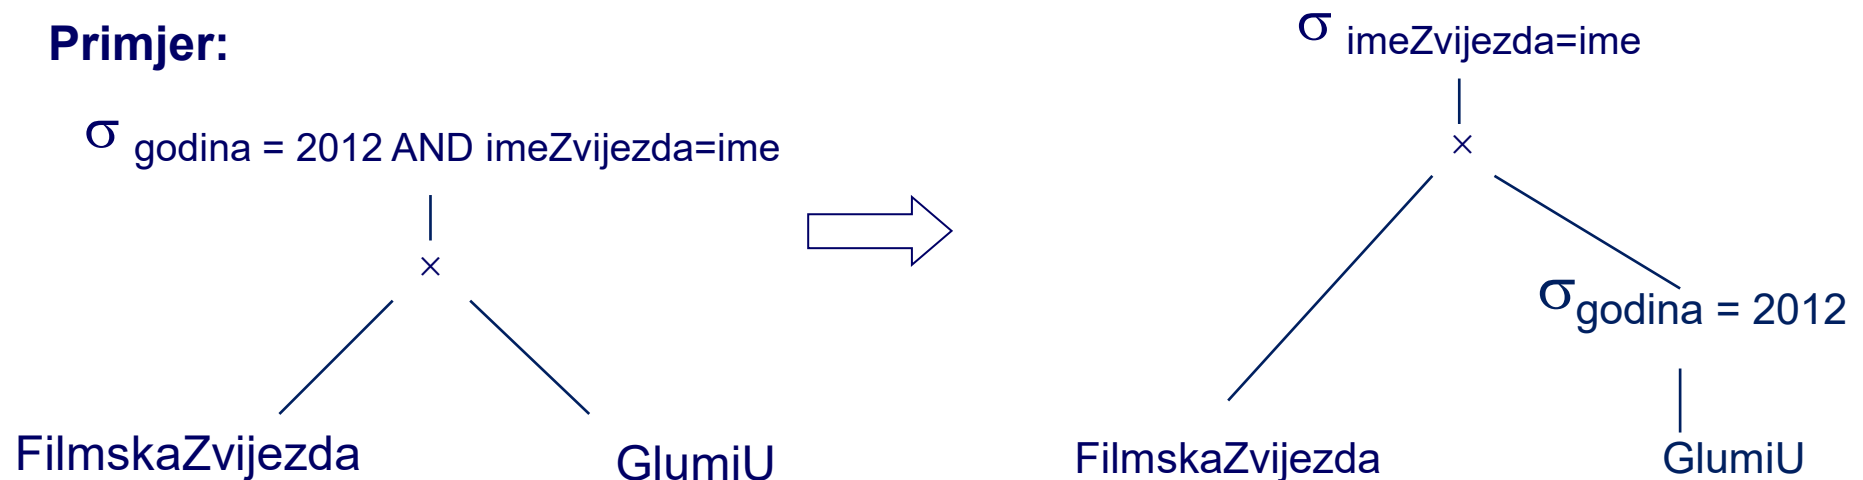 Primjer:
σ godina = 2012 AND imeZvijezda=ime
×
FilmskaZvijezda
GlumiU
σ imeZvijezda=ime
×
σgodina = 2012
FilmskaZvijezda
GlumiU